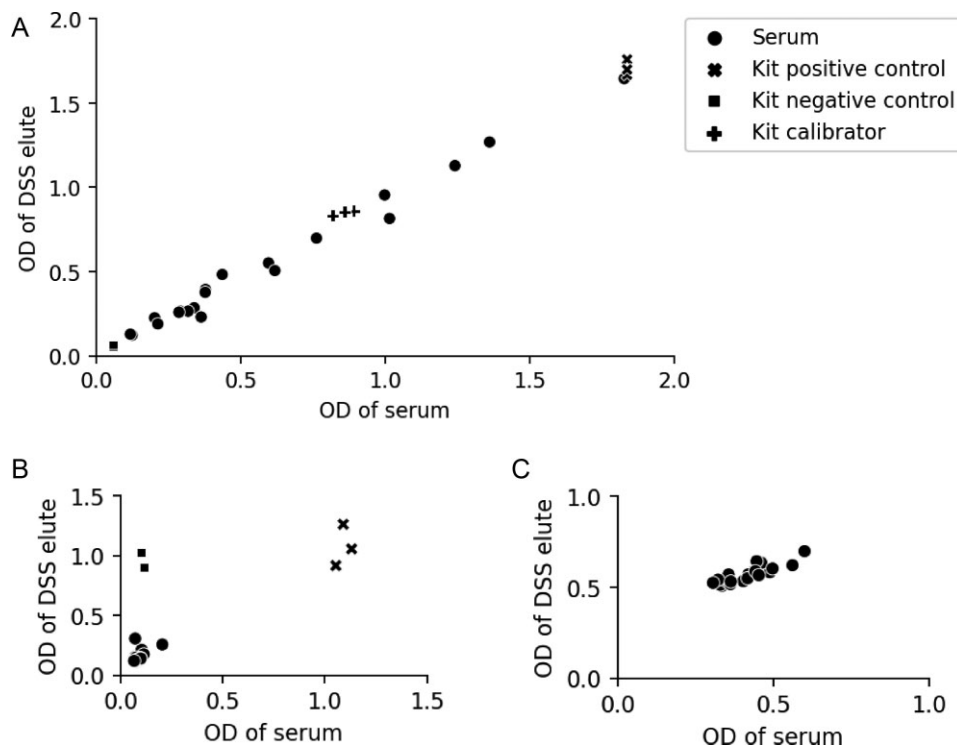 A
2.0
1.5
1.0
0.5
0.0
OD of DSS elute
0.0 0.5 1.0 1.5 2.0
OD of serum
Serum
Kit positive control
Kit negative control
Kit calibrator
B
1.5
1.0
0.5
0.0
OD of DSS elute
0.0 0.5 1.0 1.5
OD of serum
C
1.0
0.5
0.0
OD of DSS elute
0.0 0.5 1.0
OD of serum